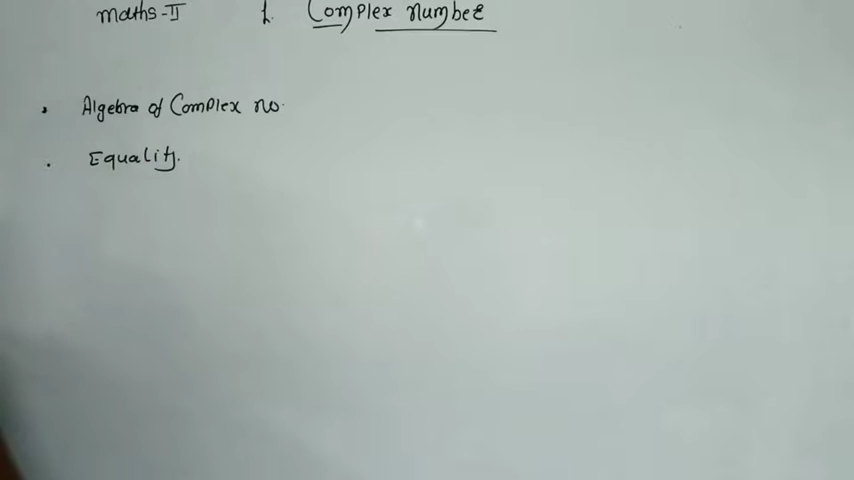 Maths-II 1. Complex Number
• Algebra of Complex no.
• Equality.